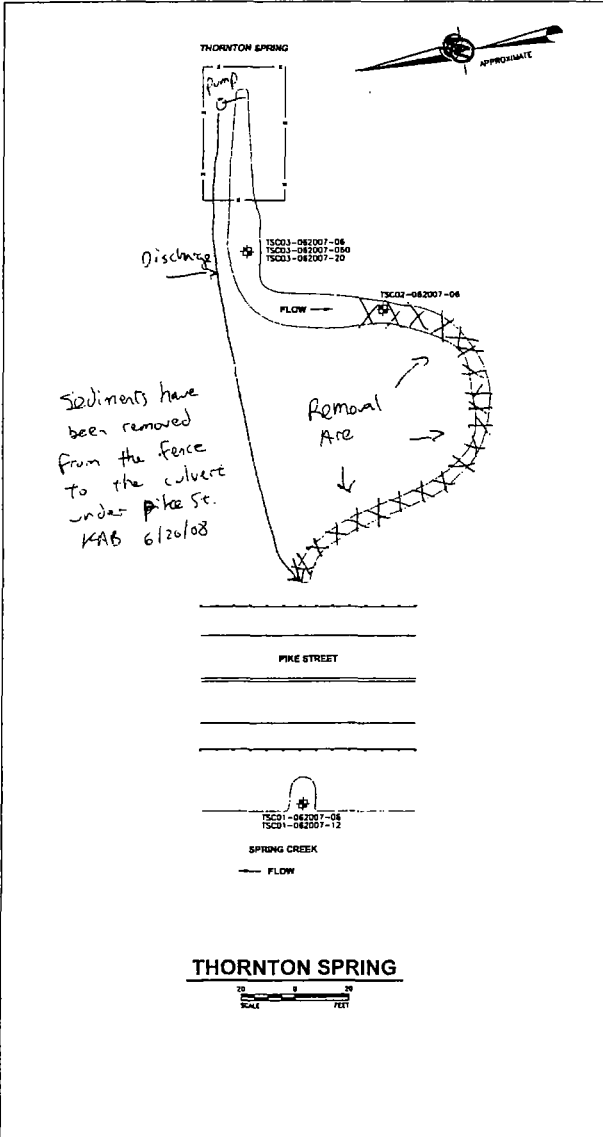 THORNTON SPRING
APPROXIMATE
pump
TSC03-062007-06
TSC03-062007-060
TSC03-062007-20
Discharge
TSC02-062007-06
FLOW
Sediments have
been removed
from the fence
to the culvert
under pike St.
KAB 6/20/08
Removal
Are
PIKE STREET
TSC01-062007-06
TSC01-062007-12
SPRING CREEK
FLOW
THORNTON SPRING
20 0 20
SCALE FEET